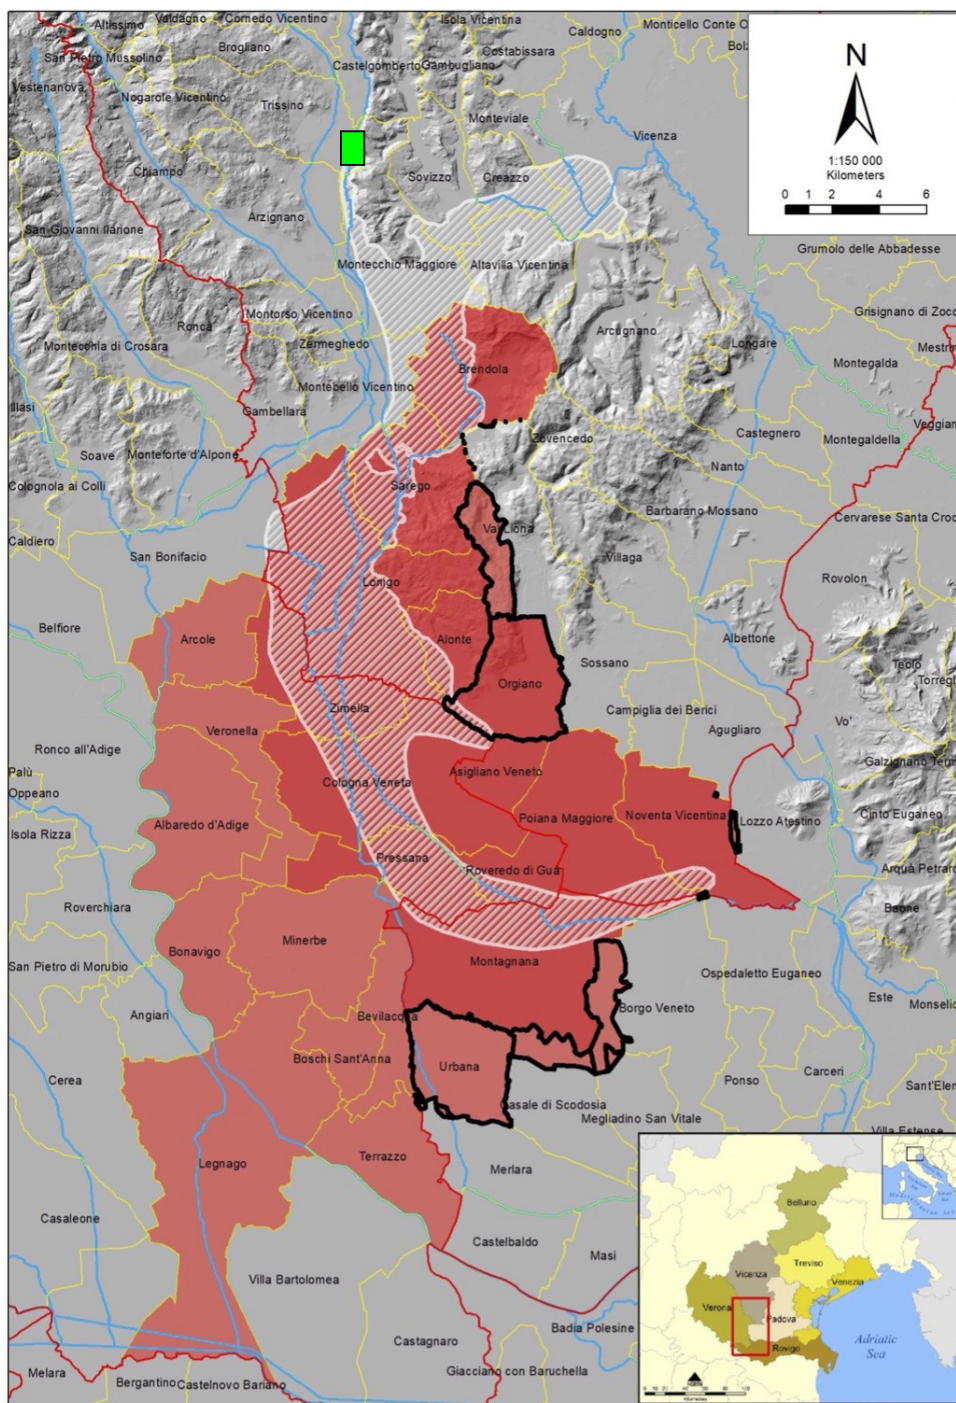 Altissimo
Valdagno
Cornedo Vicentino
Isola Vicentina
Caldogno
Monticello Conte O
Brogliano
Costabissara
San Pietro Mussolino
Castelgomberto
Gambugliano
Vestenanova
Nogarole Vicentino
Trissino
Monteviale
Vicenza
N
1:150 000
Kilometers
0 1 2 4 6
Chiampo
Sovizzo
Creazzo
Arzignano
San Giovanni Ilarione
Montecchio Maggiore
Altavilla Vicentina
Grumolo delle Abbadesse
Roncà
Montorso Vicentino
Arcugnano
Grisignano di Zocc
Montecchia di Crosara
Zermeghedo
Longare
Mestrin
Brendola
Montegalda
Montebello Vicentino
Illasi
Gambellara
Zovencedo
Castegnero
Montegaldella
Veggian
Soave
Monteforte d'Alpone
Nanto
Colognola ai Colli
Sarego
Barbarano Mossano
Cervarese Santa Croc
Caldiero
San Bonifacio
Val Liona
Villaga
Lonigo
Rovolon
Belfiore
Arcole
Alonte
Albettone
Sossano
Teolo
Orgiano
Torregl
Zimella
Campiglia dei Berici
Vo'
Veronella
Agugliaro
Ronco all'Adige
Galzignano Term
Palù
Asigliano Veneto
Cologna Veneta
Oppeano
Poiana Maggiore
Noventa Vicentina
Lozzo Atestino
Cinto Euganeo
Isola Rizza
Albaredo d'Adige
Pressana
Roveredo di Guà
Arquà Petrarc
Roverchiara
Baone
Minerbe
Bonavigo
Montagnana
San Pietro di Morubio
Ospedaletto Euganeo
Este
Monselic
Angiari
Bevilacqua
Borgo Veneto
Boschi Sant'Anna
Urbana
Carceri
Cerea
Ponso
Sant'Elen
Casale di Scodosia
Megliadino San Vitale
Villa Estense
Terrazzo
Legnago
Merlara
Casaleone
Castelbaldo
Masi
Villa Bartolomea
Badia Polesine
Castagnaro
Melara
Giacciano con Baruchella
Bergantino
Castelnovo Bariano
Belluno
Treviso
Vicenza
Venezia
Verona
Padova
Rovigo
Adriatic
Sea